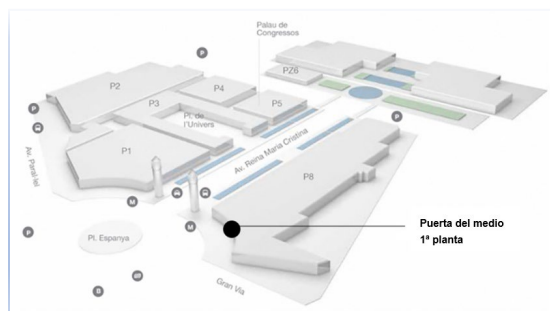 Palau de
Congressos
P
P2
P4
PZ6
P
P3
P5
Pl. de
l'Univers
P
Av. Paral·lel
P1
Av. Reina Maria Cristina
P8
M
M
Puerta del medio
1ª planta
P
Pl. Espanya
Gran Via
B